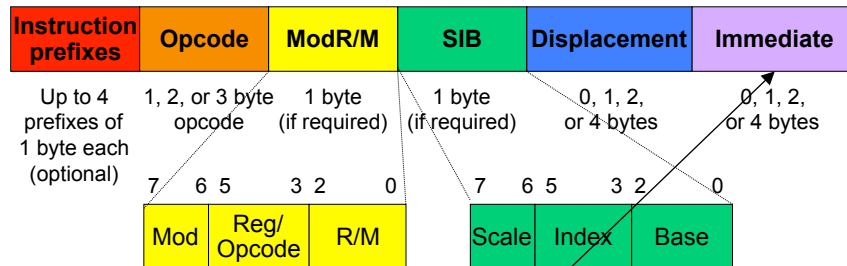 Instruction prefixes Opcode ModR/M SIB Displacement Immediate
Up to 4 prefixes of 1 byte each (optional)
1, 2, or 3 byte opcode
1 byte (if required)
1 byte (if required)
0, 1, 2, or 4 bytes
0, 1, 2, or 4 bytes
7 6 5 3 2 0
7 6 5 3 2 0
Mod Reg/Opcode R/M
Scale Index Base